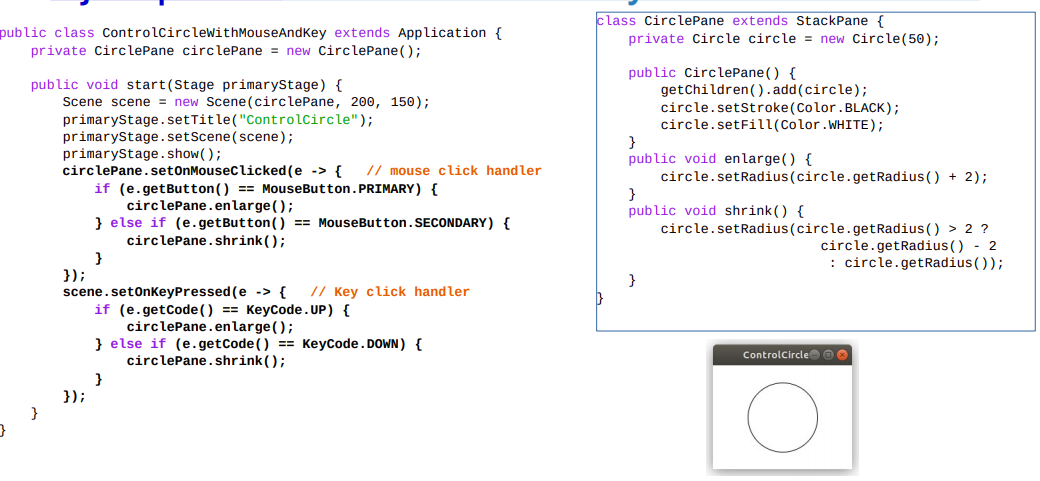 public class ControlCircleWithMouseAndKey extends Application {
    private CirclePane circlePane = new CirclePane();
    public void start(Stage primaryStage) {
        Scene scene = new Scene(circlePane, 200, 150);
        primaryStage.setTitle("ControlCircle");
        primaryStage.setScene(scene);
        primaryStage.show();
        circlePane.setOnMouseClicked(e -> {   // mouse click handler
            if (e.getButton() == MouseButton.PRIMARY) {
                circlePane.enlarge();
            } else if (e.getButton() == MouseButton.SECONDARY) {
                circlePane.shrink();
            }
        });
        scene.setOnKeyPressed(e -> {   // Key click handler
            if (e.getCode() == KeyCode.UP) {
                circlePane.enlarge();
            } else if (e.getCode() == KeyCode.DOWN) {
                circlePane.shrink();
            }
        });
    }
}
class CirclePane extends StackPane {
    private Circle circle = new Circle(50);
    public CirclePane() {
        getChildren().add(circle);
        circle.setStroke(Color.BLACK);
        circle.setFill(Color.WHITE);
    }
    public void enlarge() {
        circle.setRadius(circle.getRadius() + 2);
    }
    public void shrink() {
        circle.setRadius(circle.getRadius() > 2 ?
                            circle.getRadius() - 2
                             : circle.getRadius());
    }
}
ControlCircle